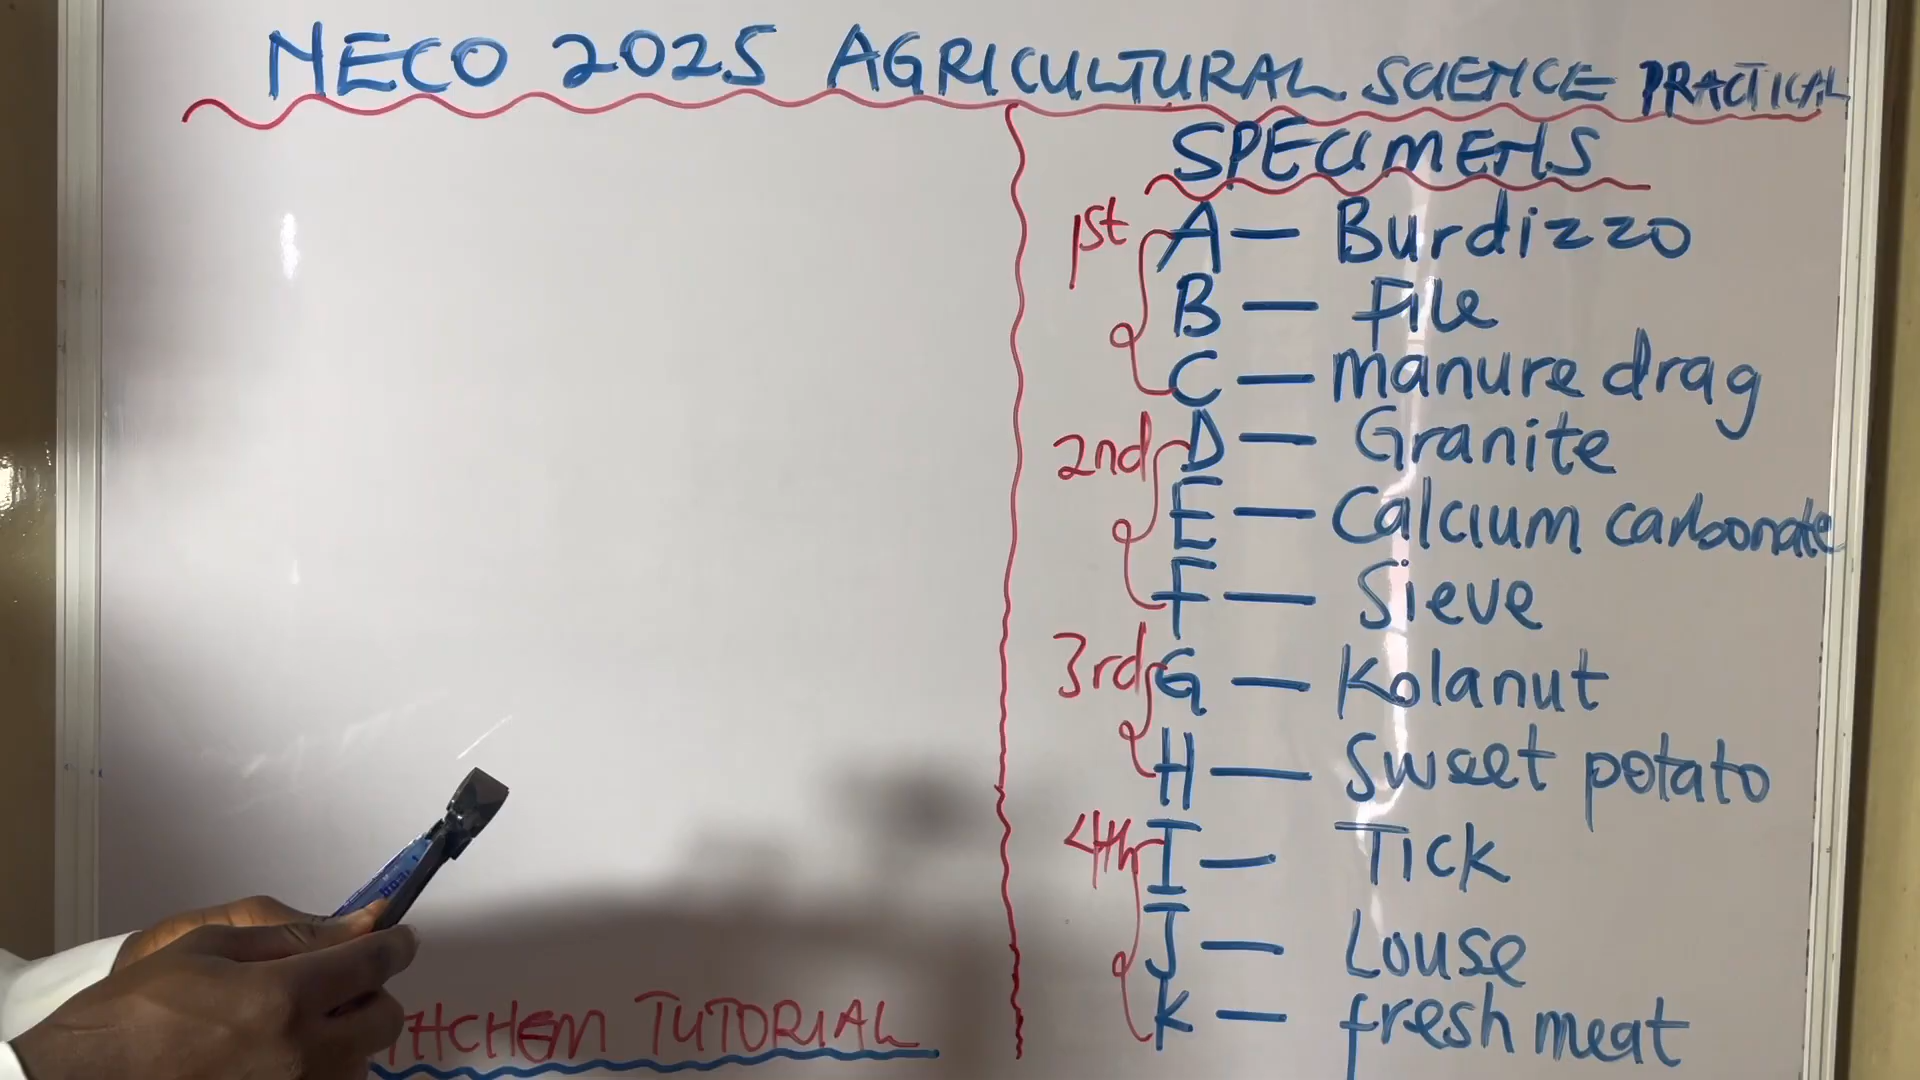 NECO 2025 AGRICULTURAL SCIENCE PRACTICAL
SPECIMENS
1st
A — Burdizzo
B — File
C — manure drag
2nd
D — Granite
E — Calcium carbonate
F — Sieve
3rd
G — Kolanut
H — Sweet potato
4th
I — Tick
J — Louse
K — fresh meat
THCHEM TUTORIAL